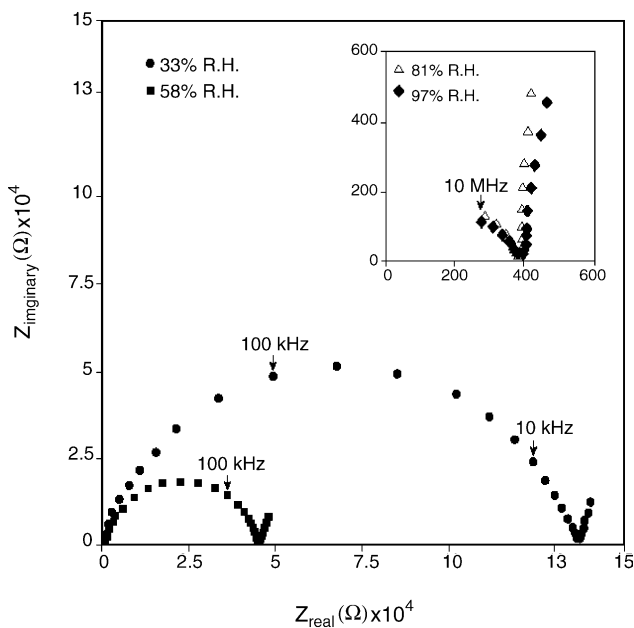 15
13
10
7.5
5
2.5
0
Z imginary (Ω)x10⁴
33% R.H.
58% R.H.
600
400
200
0
81% R.H.
97% R.H.
10 MHz
0 200 400 600
100 kHz
10 kHz
100 kHz
0 2.5 5 7.5 10 13 15
Z real (Ω)x10⁴